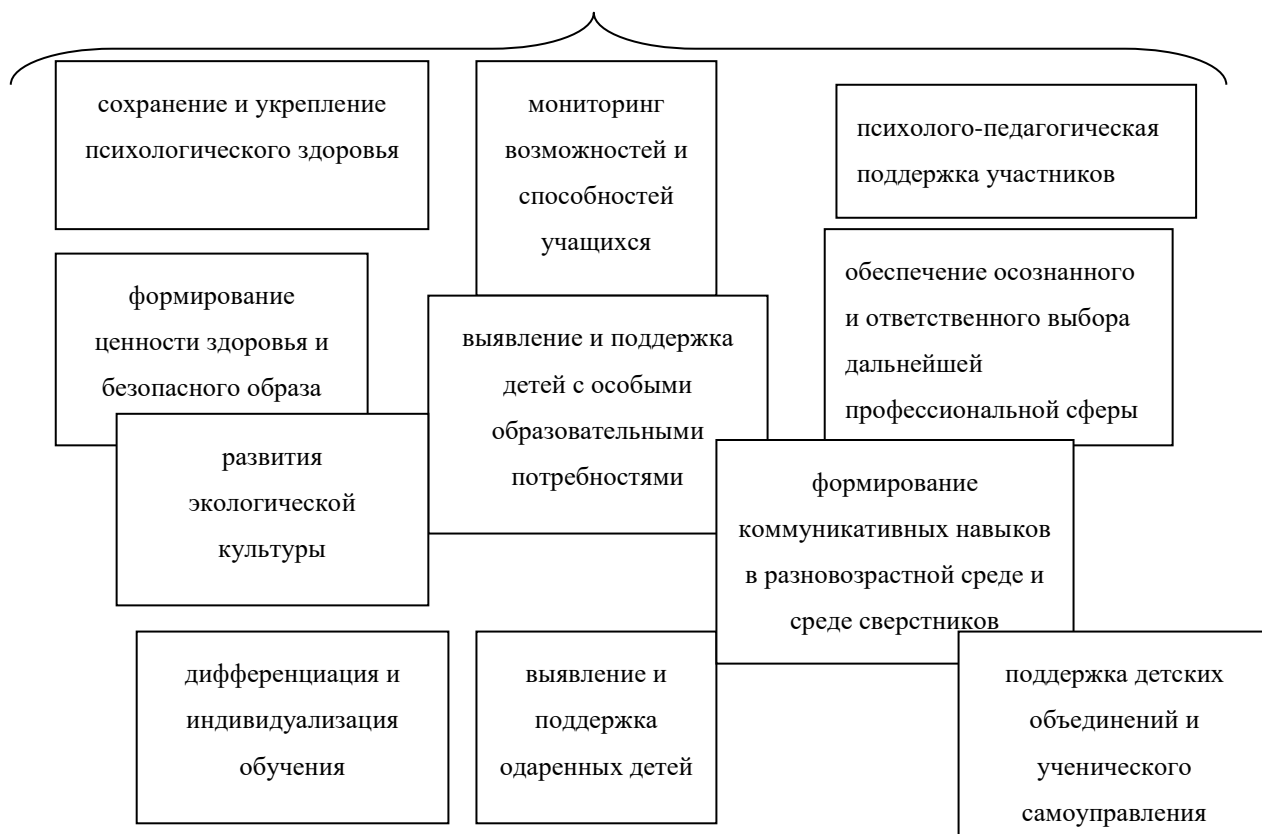 сохранение и укрепление
психологического здоровья
мониторинг
возможностей и
способностей
учащихся
психолого-педагогическая
поддержка участников
формирование
ценности здоровья и
безопасного образа
выявление и поддержка
детей с особыми
образовательными
потребностями
обеспечение осознанного
и ответственного выбора
дальнейшей
профессиональной сферы
развития
экологической
культуры
формирование
коммуникативных навыков
в разновозрастной среде и
среде сверстников
дифференциация и
индивидуализация
обучения
выявление и
поддержка
одаренных детей
поддержка детских
объединений и
ученического
самоуправления